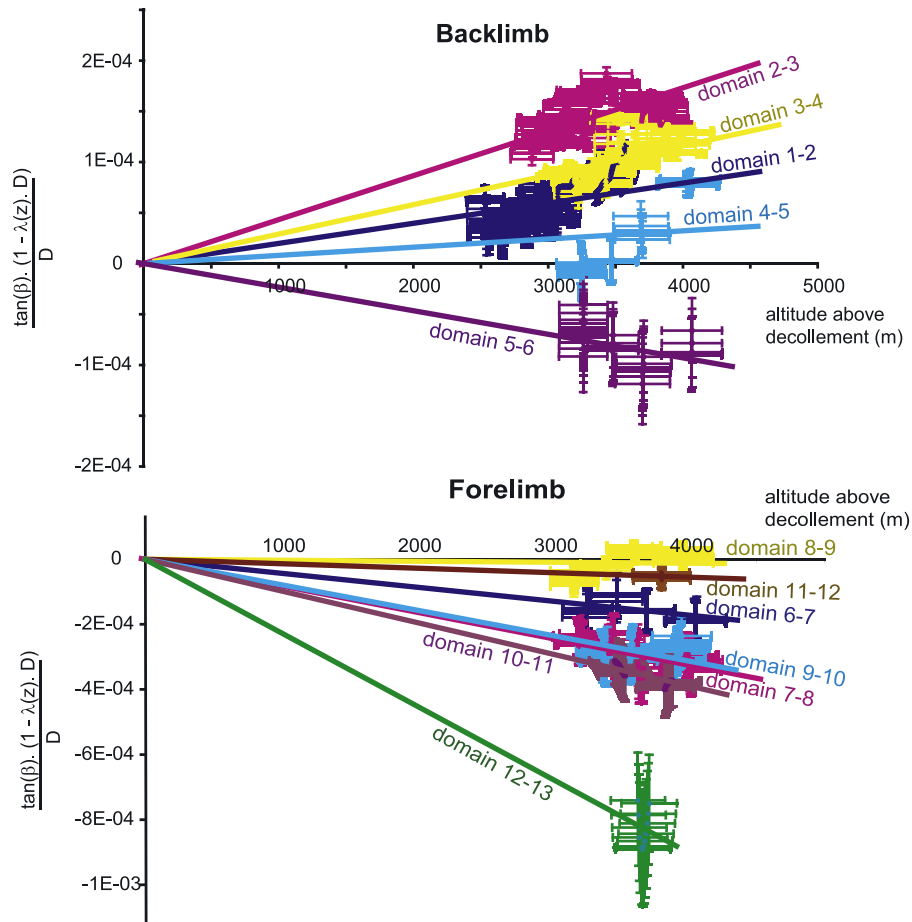 Backlimb
2E-04
domain 2-3
domain 3-4
1E-04
domain 1-2
domain 4-5
tan(β). (1 - λ(z). D)
D
0
1000
2000
3000
4000
5000
altitude above
decollement (m)
domain 5-6
-1E-04
-2E-04
Forelimb
altitude above
decollement (m)
0
1000
2000
3000
4000
domain 8-9
domain 11-12
domain 6-7
-2E-04
domain 10-11
domain 9-10
domain 7-8
-4E-04
tan(β). (1 - λ(z). D)
D
-6E-04
domain 12-13
-8E-04
-1E-03